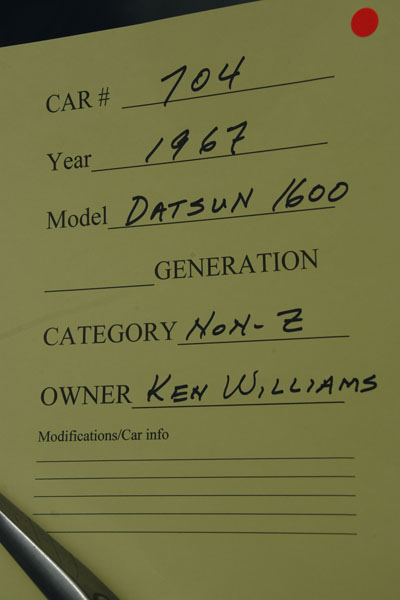 CAR # 704
Year 1967
Model DATSUN 1600
GENERATION
CATEGORY NON-Z
OWNER KEN WILLIAMS
Modifications/Car info